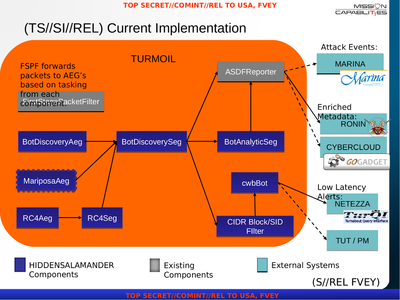 TOP SECRET//COMINT//REL TO USA, FVEY
MISSION
CAPABILITIES
(TS//SI//REL) Current Implementation
Attack Events:
TURMOIL
FSPF forwards
packets to AEG's
based on tasking
from each
component.
PacketFilter
ASDFReporter
MARINA
Marina
Enriched
Metadata:
RONIN
BotDiscoveryAeg
BotDiscoverySeg
BotAnalyticSeg
CYBERCLOUD
GOGADGET
MariposaAeg
cwbBot
Low Latency
Alerts:
NETEZZA
RC4Aeg
RC4Seg
CIDR Block/SID
Filter
TUT / PM
HIDDENSALAMANDER
Components
Existing
Components
External Systems
(S//REL FVEY)
TOP SECRET//COMINT//REL TO USA, FVEY